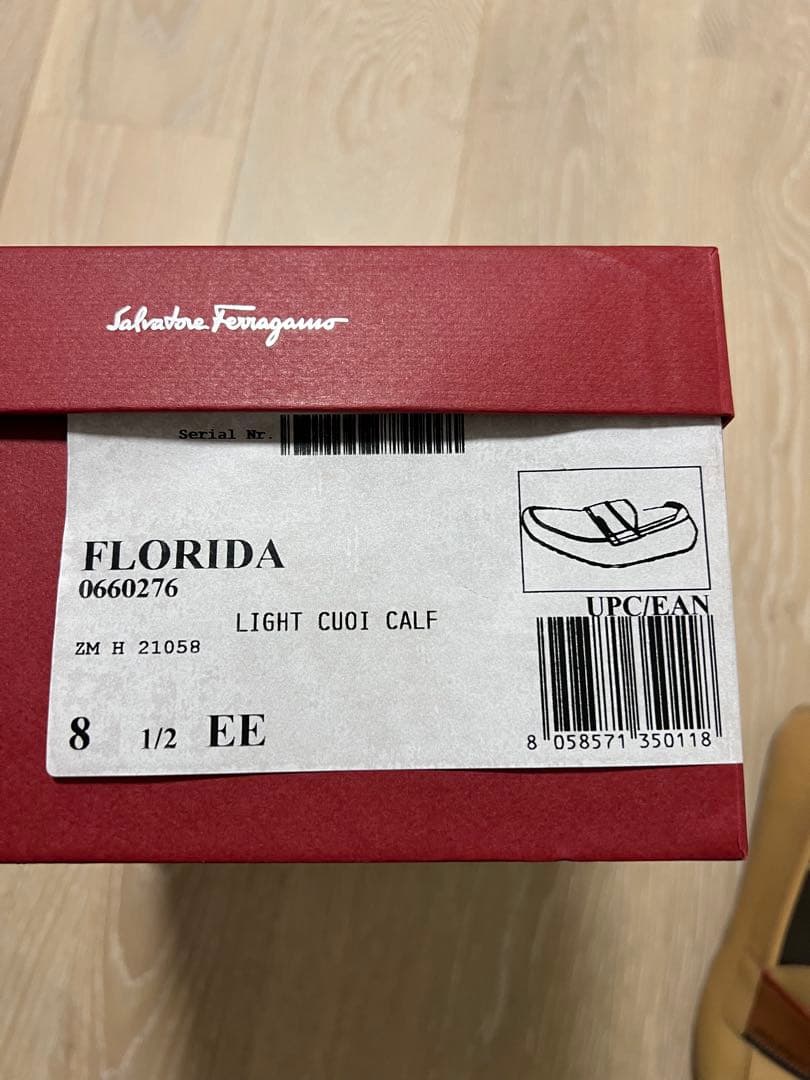 Salvatore Ferragamo
Serial Nr.
FLORIDA
0660276
LIGHT CUOI CALF
ZM H 21058
UPC/EAN
8 1/2 EE
8 058571 350118